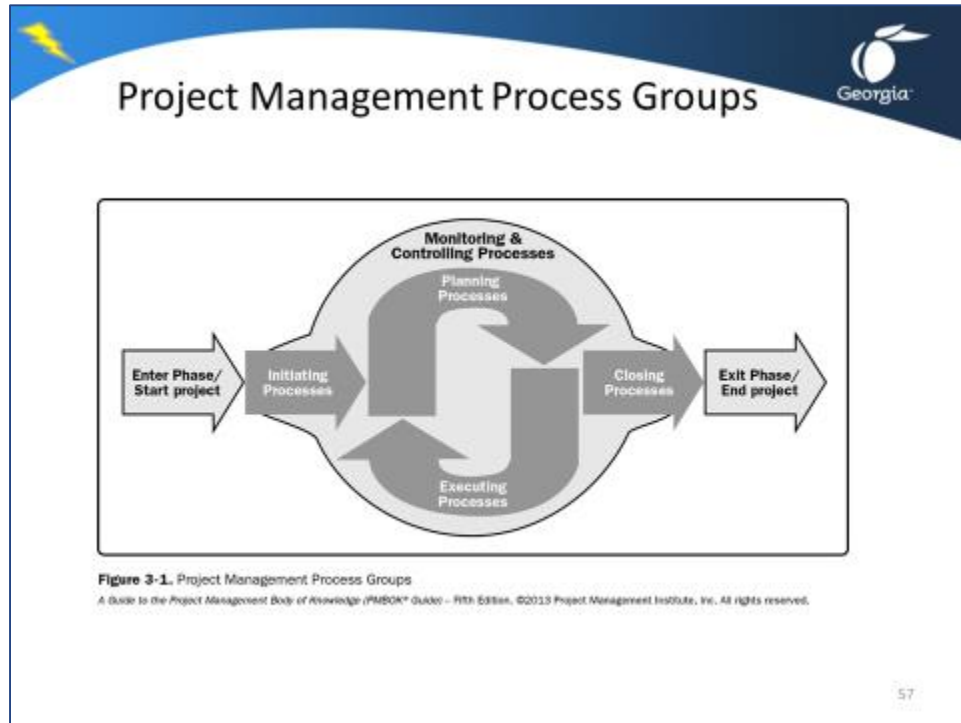 Project Management Process Groups
Georgia
Monitoring &
Controlling Processes
Planning
Processes
Enter Phase/
Start project
Initiating
Processes
Closing
Processes
Exit Phase/
End project
Executing
Processes
Figure 3-1. Project Management Process Groups
A Guide to the Project Management Body of Knowledge (PMBOK® Guide) – Fifth Edition. ©2013 Project Management Institute, Inc. All rights reserved.
57